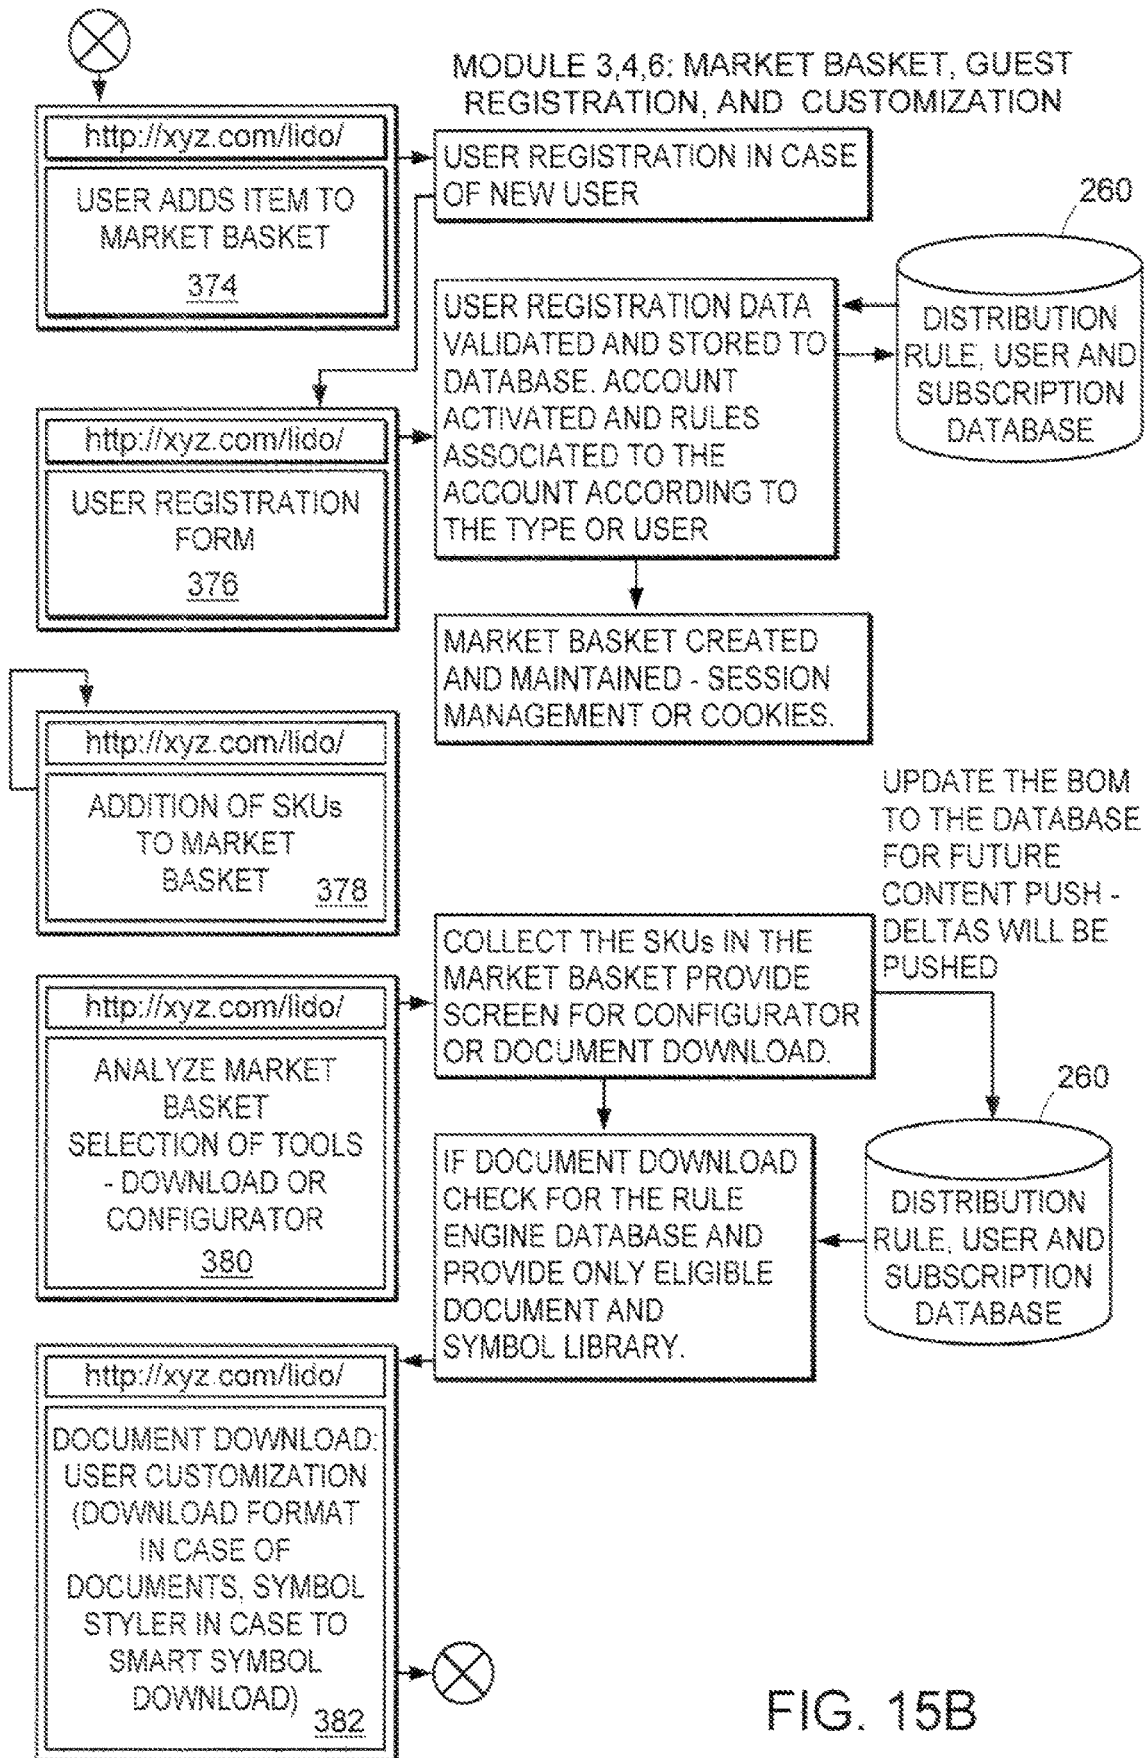 MODULE 3,4,6: MARKET BASKET, GUEST
REGISTRATION, AND CUSTOMIZATION
http://xyz.com/lido/
USER ADDS ITEM TO
MARKET BASKET
374
USER REGISTRATION IN CASE
OF NEW USER
260
DISTRIBUTION
RULE, USER AND
SUBSCRIPTION
DATABASE
USER REGISTRATION DATA
VALIDATED AND STORED TO
DATABASE. ACCOUNT
ACTIVATED AND RULES
ASSOCIATED TO THE
ACCOUNT ACCORDING TO
THE TYPE OR USER
http://xyz.com/lido/
USER REGISTRATION
FORM
376
MARKET BASKET CREATED
AND MAINTAINED - SESSION
MANAGEMENT OR COOKIES.
http://xyz.com/lido/
ADDITION OF SKUs
TO MARKET
BASKET
378
UPDATE THE BOM
TO THE DATABASE
FOR FUTURE
CONTENT PUSH -
DELTAS WILL BE
PUSHED
COLLECT THE SKUs IN THE
MARKET BASKET PROVIDE
SCREEN FOR CONFIGURATOR
OR DOCUMENT DOWNLOAD.
http://xyz.com/lido/
ANALYZE MARKET
BASKET
SELECTION OF TOOLS
- DOWNLOAD OR
CONFIGURATOR
380
260
DISTRIBUTION
RULE, USER AND
SUBSCRIPTION
DATABASE
IF DOCUMENT DOWNLOAD
CHECK FOR THE RULE
ENGINE DATABASE AND
PROVIDE ONLY ELIGIBLE
DOCUMENT AND
SYMBOL LIBRARY.
http://xyz.com/lido/
DOCUMENT DOWNLOAD:
USER CUSTOMIZATION
(DOWNLOAD FORMAT
IN CASE OF
DOCUMENTS, SYMBOL
STYLER IN CASE TO
SMART SYMBOL
DOWNLOAD)
382
FIG. 15B